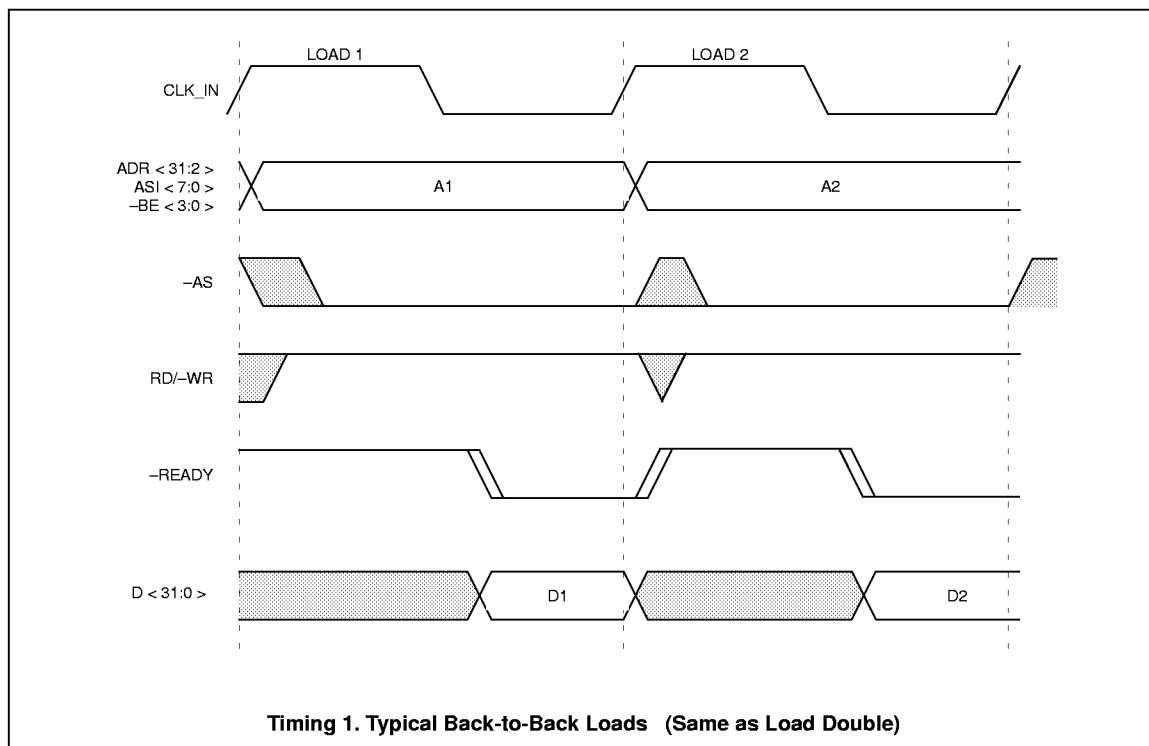 LOAD 1 LOAD 2
CLK_IN
ADR < 31:2 >
ASI < 7:0 >
–BE < 3:0 >
A1 A2
–AS
RD/–WR
–READY
D < 31:0 >
D1 D2
Timing 1. Typical Back-to-Back Loads (Same as Load Double)